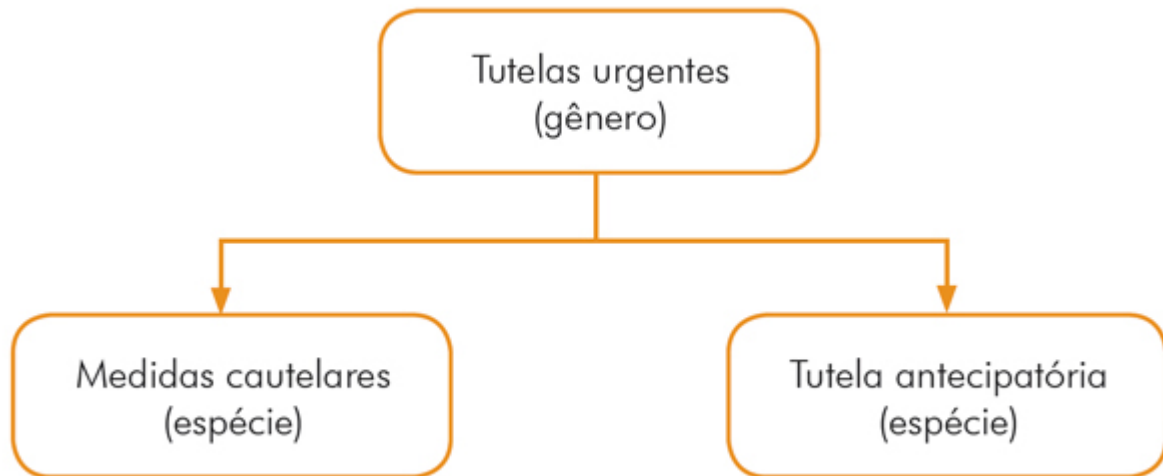 Tutelas urgentes
(gênero)
Medidas cautelares
(espécie)
Tutela antecipatória
(espécie)